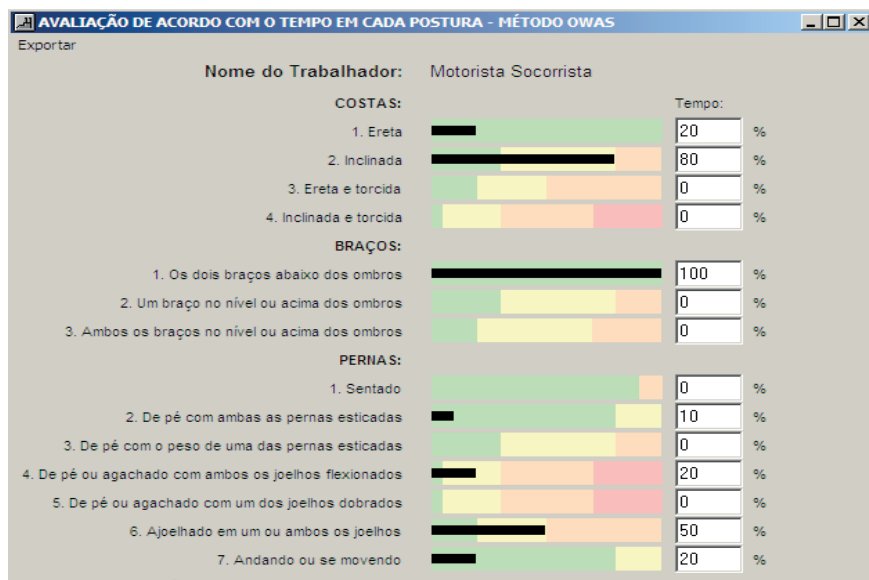 AVALIAÇÃO DE ACORDO COM O TEMPO EM CADA POSTURA - MÉTODO OWAS
Exportar
Nome do Trabalhador: Motorista Socorrista
COSTAS: Tempo:
1. Ereta 20 %
2. Inclinada 80 %
3. Ereta e torcida 0 %
4. Inclinada e torcida 0 %
BRAÇOS:
1. Os dois braços abaixo dos ombros 100 %
2. Um braço no nível ou acima dos ombros 0 %
3. Ambos os braços no nível ou acima dos ombros 0 %
PERNAS:
1. Sentado 0 %
2. De pé com ambas as pernas esticadas 10 %
3. De pé com o peso de uma das pernas esticadas 0 %
4. De pé ou agachado com ambos os joelhos flexionados 20 %
5. De pé ou agachado com um dos joelhos dobrados 0 %
6. Ajoelhado em um ou ambos os joelhos 50 %
7. Andando ou se movendo 20 %